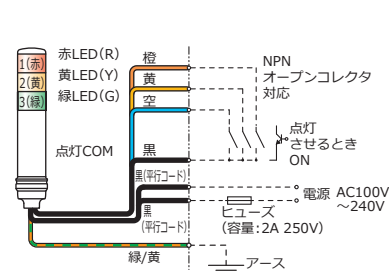 1(赤)
2(黄)
3(緑)
赤LED(R)
黄LED(Y)
緑LED(G)
点灯COM
橙
黄
空
黒
黒(平行コード)
黒
(平行コード)
緑/黄
NPN
オープンコレクタ
対応
点灯
させるとき
ON
電源 AC100V
～240V
ヒューズ
(容量:2A 250V)
アース